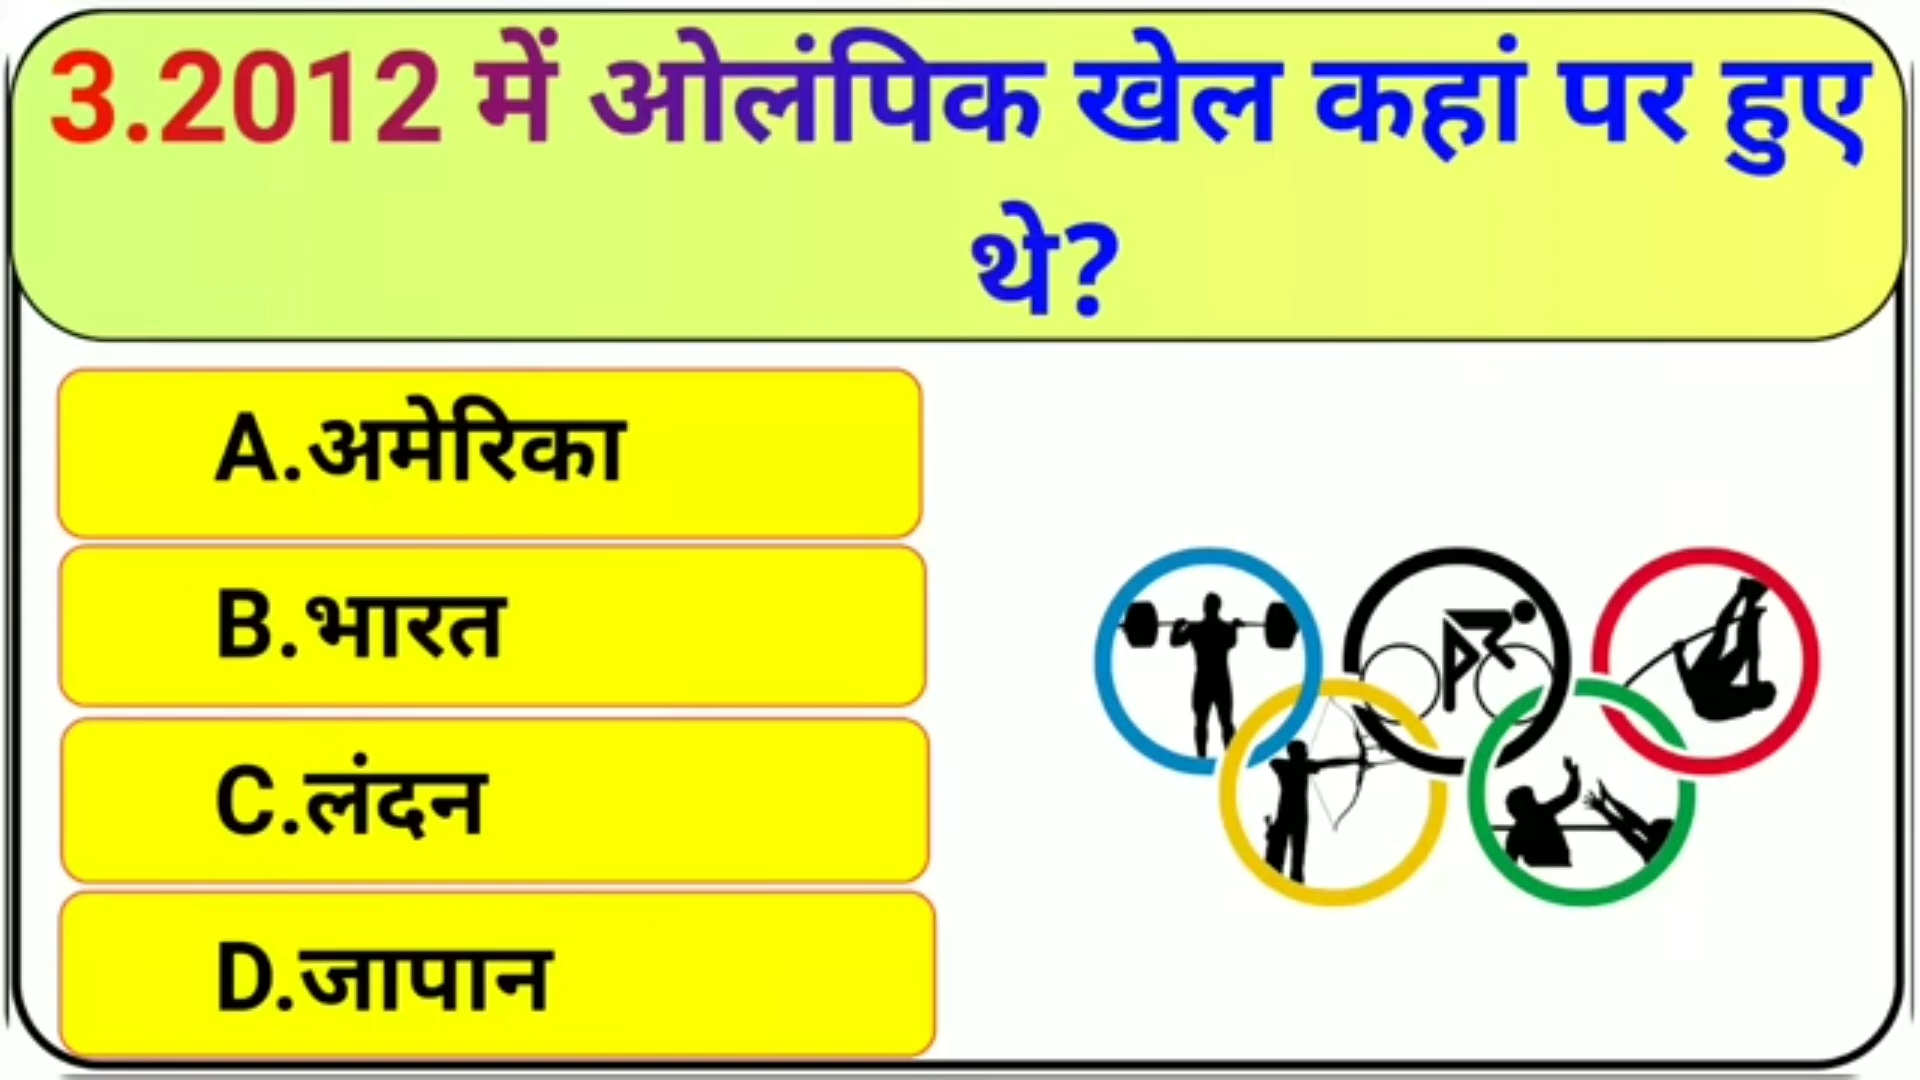 3.2012 में ओलंपिक खेल कहां पर हुए
थे?
A.अमेरिका
B.भारत
C.लंदन
D.जापान